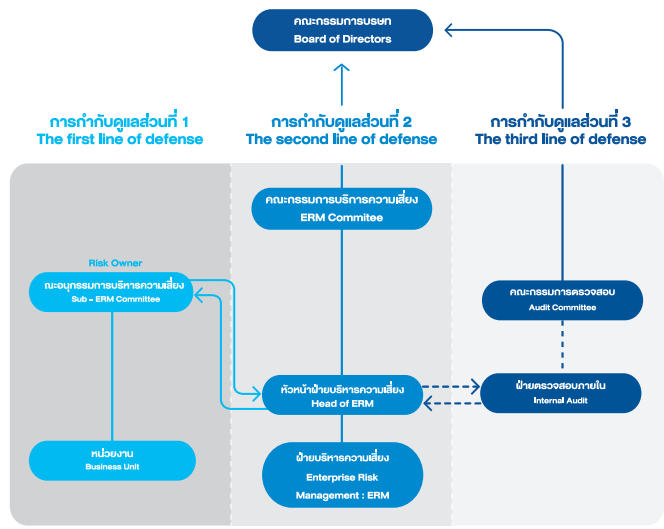 คณะกรรมการบรษท
Board of Directors
การกำกับดูแลส่วนที่ 1
The first line of defense
การกำกับดูแลส่วนที่ 2
The second line of defense
การกำกับดูแลส่วนที่ 3
The third line of defense
คณะกรรมการบริการความเสี่ยง
ERM Commitee
Risk Owner
ณะอนุกรรมการบริหารความเสี่ยง
Sub - ERM Committee
คณะกรรมการตรวจสอบ
Audit Committee
หัวหน้าฝ่ายบริหารความเสี่ยง
Head of ERM
ฝ่ายตรวจสอบภายใน
Internal Audit
หน่วยงาน
Business Unit
ฝ่ายบริหารความเสี่ยง
Enterprise Risk
Management : ERM